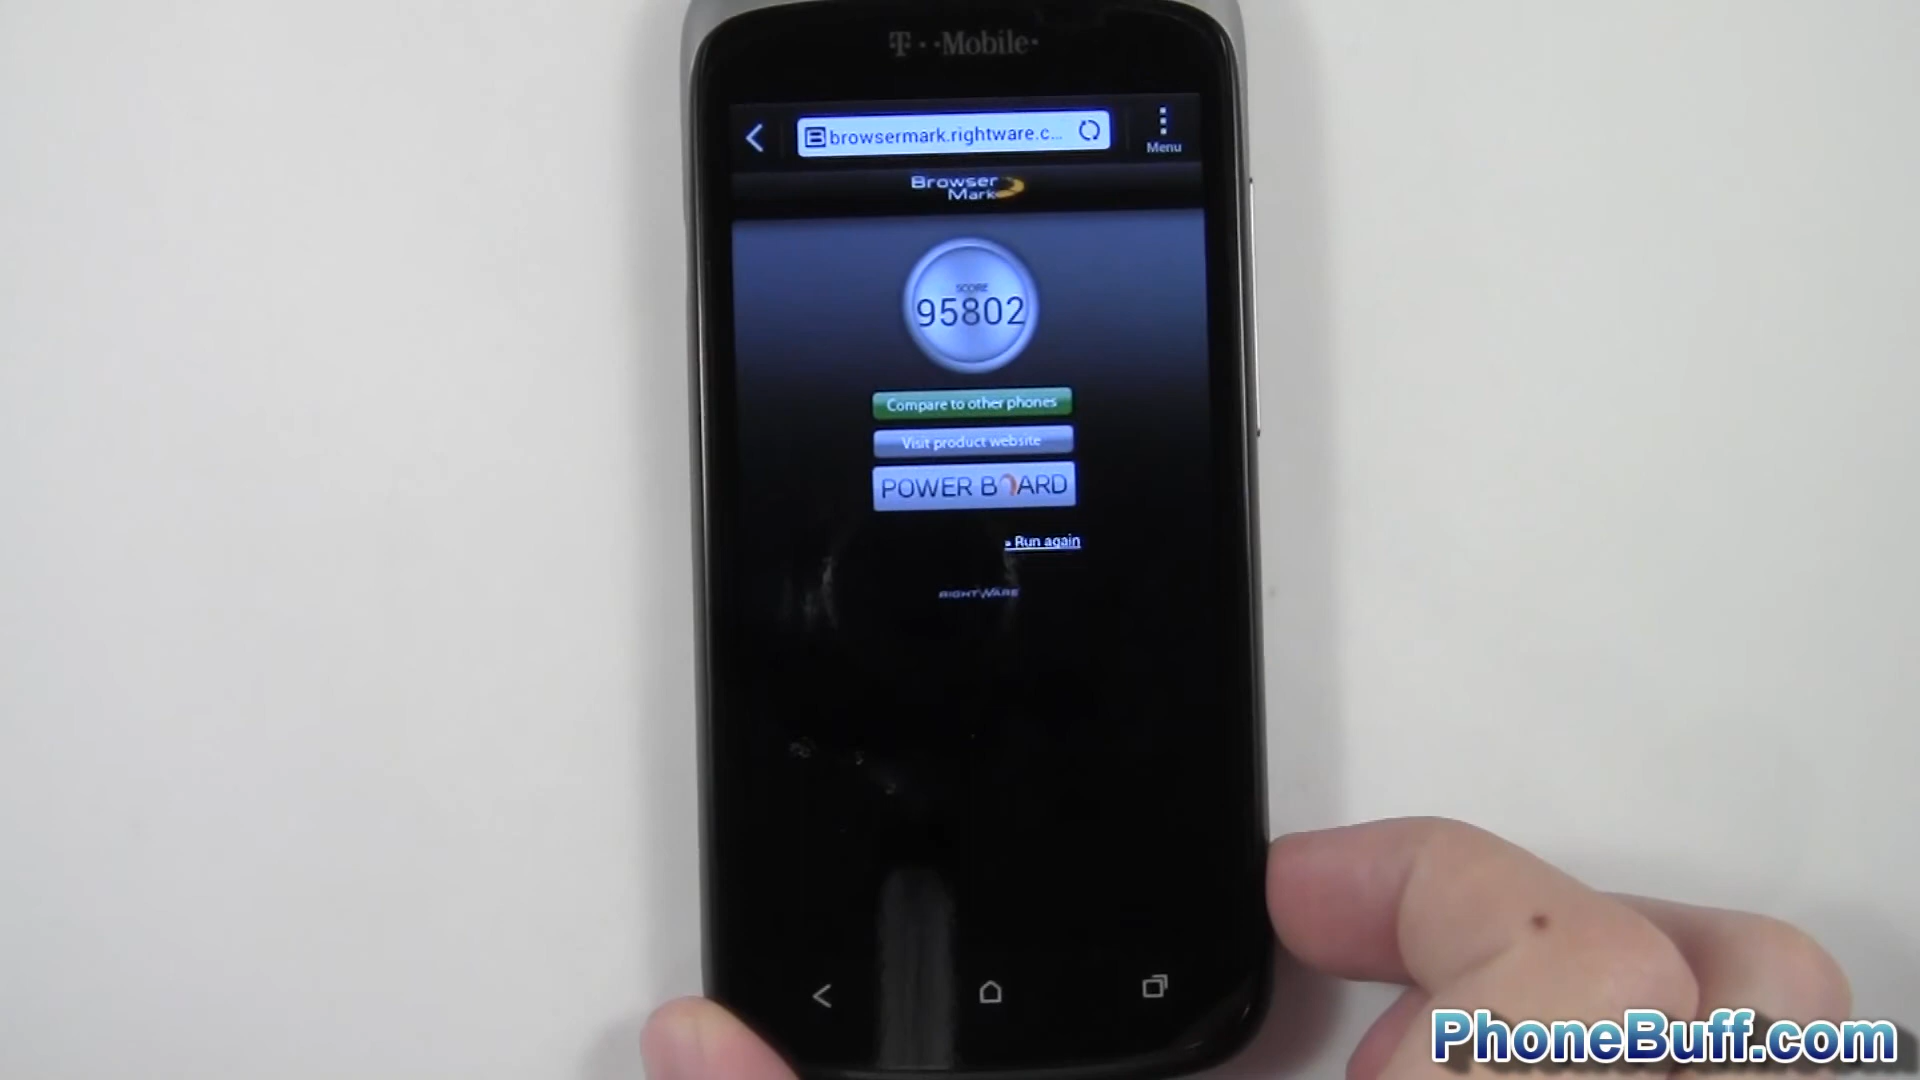 T··Mobile·
browsermark.rightware.c...
Menu
Browser
Mark
SCORE
95802
Compare to other phones
Visit product website
POWER BOARD
» Run again
RIGHTWARE
PhoneBuff.com